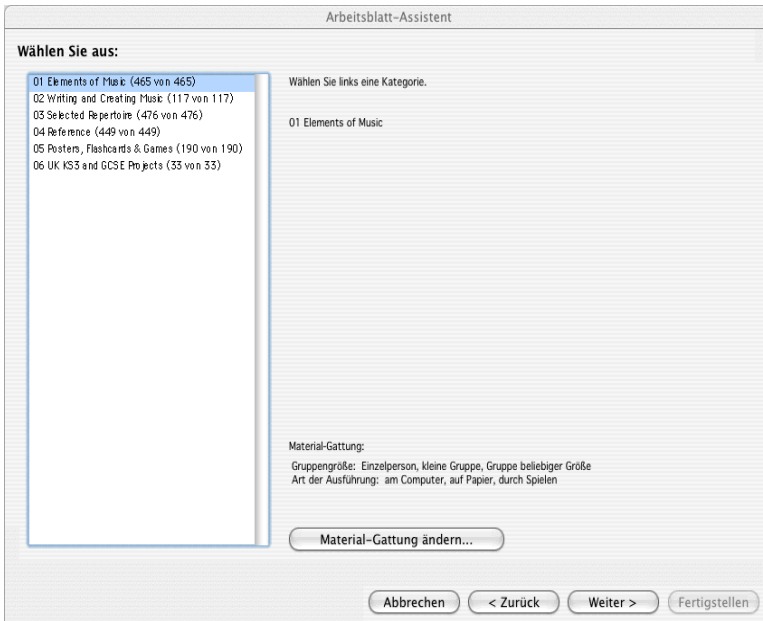 Arbeitsblatt-Assistent
Wählen Sie aus:
01 Elements of Music (465 von 465)
02 Writing and Creating Music (117 von 117)
03 Selected Repertoire (476 von 476)
04 Reference (449 von 449)
05 Posters, Flashcards & Games (190 von 190)
06 UK KS3 and GCSE Projects (33 von 33)
Wählen Sie links eine Kategorie.
01 Elements of Music
Material-Gattung:
Gruppengröße: Einzelperson, kleine Gruppe, Gruppe beliebiger Größe
Art der Ausführung: am Computer, auf Papier, durch Spielen
Material-Gattung ändern...
Abbrechen
< Zurück
Weiter >
Fertigstellen